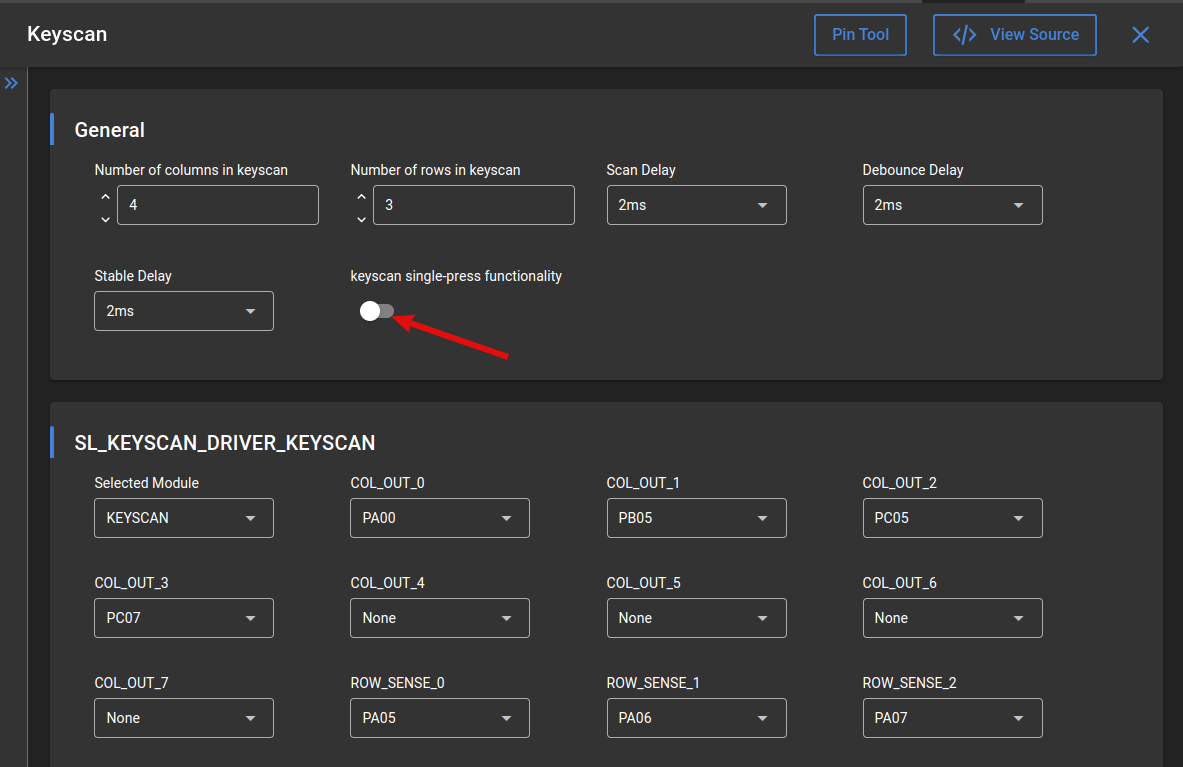 Keyscan
Pin Tool
</> View Source
General
Number of columns in keyscan
4
Number of rows in keyscan
3
Scan Delay
2ms
Debounce Delay
2ms
Stable Delay
2ms
keyscan single-press functionality
SL_KEYSCAN_DRIVER_KEYSCAN
Selected Module
KEYSCAN
COL_OUT_0
PA00
COL_OUT_1
PB05
COL_OUT_2
PC05
COL_OUT_3
PC07
COL_OUT_4
None
COL_OUT_5
None
COL_OUT_6
None
COL_OUT_7
None
ROW_SENSE_0
PA05
ROW_SENSE_1
PA06
ROW_SENSE_2
PA07